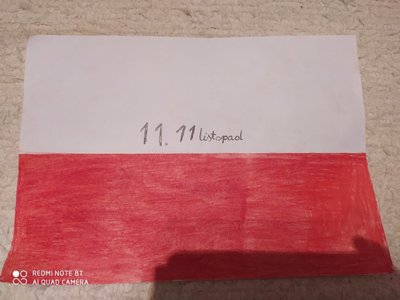 11. 11 listopad
REDMI NOTE 8T
AI QUAD CAMERA